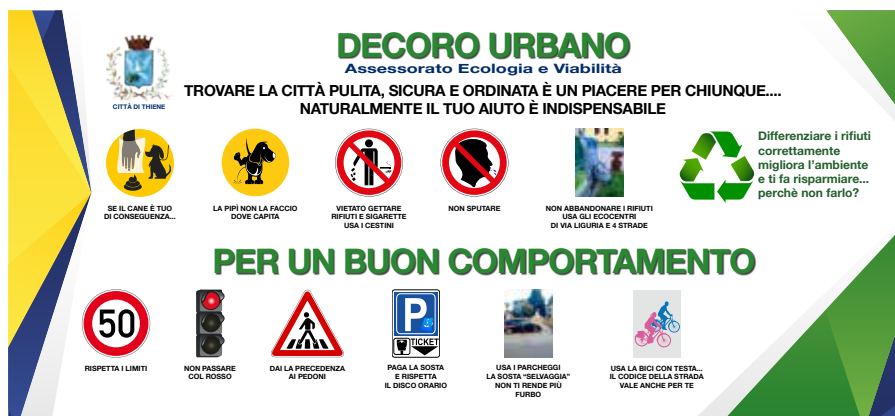 DECORO URBANO
Assessorato Ecologia e Viabilità
CITTÀ DI THIENE
TROVARE LA CITTÀ PULITA, SICURA E ORDINATA È UN PIACERE PER CHIUNQUE....
NATURALMENTE IL TUO AIUTO È INDISPENSABILE
SE IL CANE È TUO
DI CONSEGUENZA...
LA PIPÌ NON LA FACCIO
DOVE CAPITA
VIETATO GETTARE
RIFIUTI E SIGARETTE
USA I CESTINI
NON SPUTARE
NON ABBANDONARE I RIFIUTI
USA GLI ECOCENTRI
DI VIA LIGURIA E 4 STRADE
Differenziare i rifiuti
correttamente
migliora l'ambiente
e ti fa risparmiare...
perchè non farlo?
PER UN BUON COMPORTAMENTO
50
RISPETTA I LIMITI
NON PASSARE
COL ROSSO
DAI LA PRECEDENZA
AI PEDONI
P
TICKET
PAGA LA SOSTA
E RISPETTA
IL DISCO ORARIO
USA I PARCHEGGI
LA SOSTA “SELVAGGIA”
NON TI RENDE PIÙ
FURBO
USA LA BICI CON TESTA...
IL CODICE DELLA STRADA
VALE ANCHE PER TE